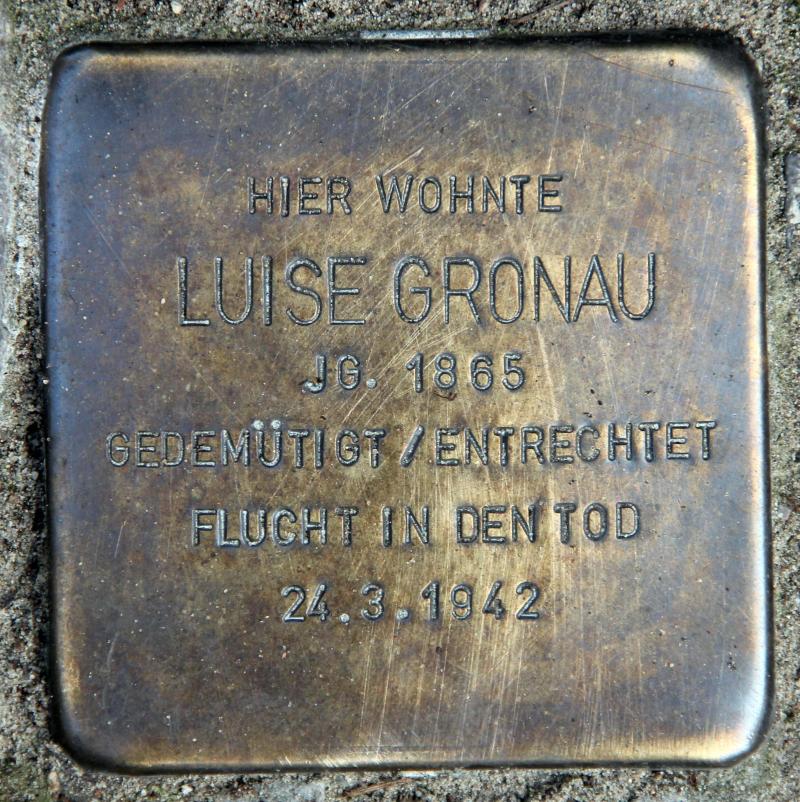 HIER WOHNTE
LUISE GRONAU
JG. 1865
GEDEMÜTIGT / ENTRECHTET
FLUCHT IN DEN TOD
24.3.1942